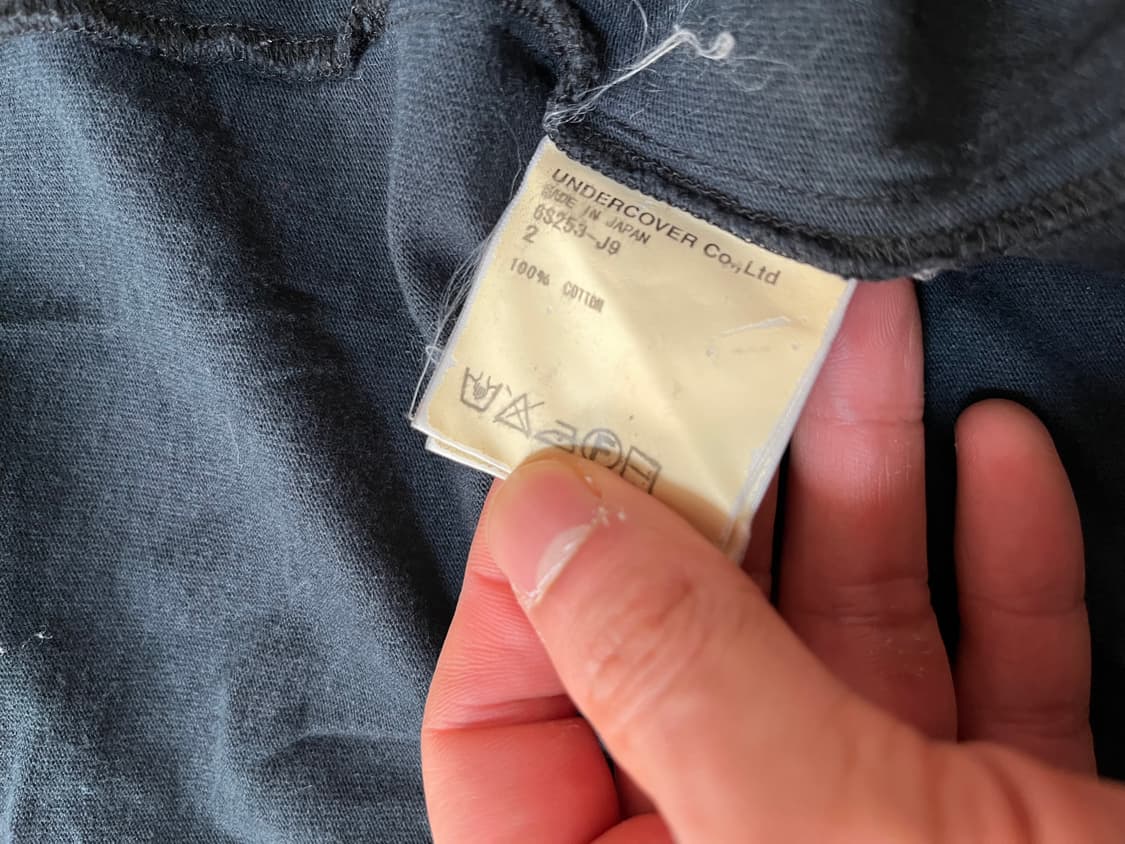 UNDERCOVER Co.,Ltd
MADE IN JAPAN
6S253-J9
2
100% COTTON